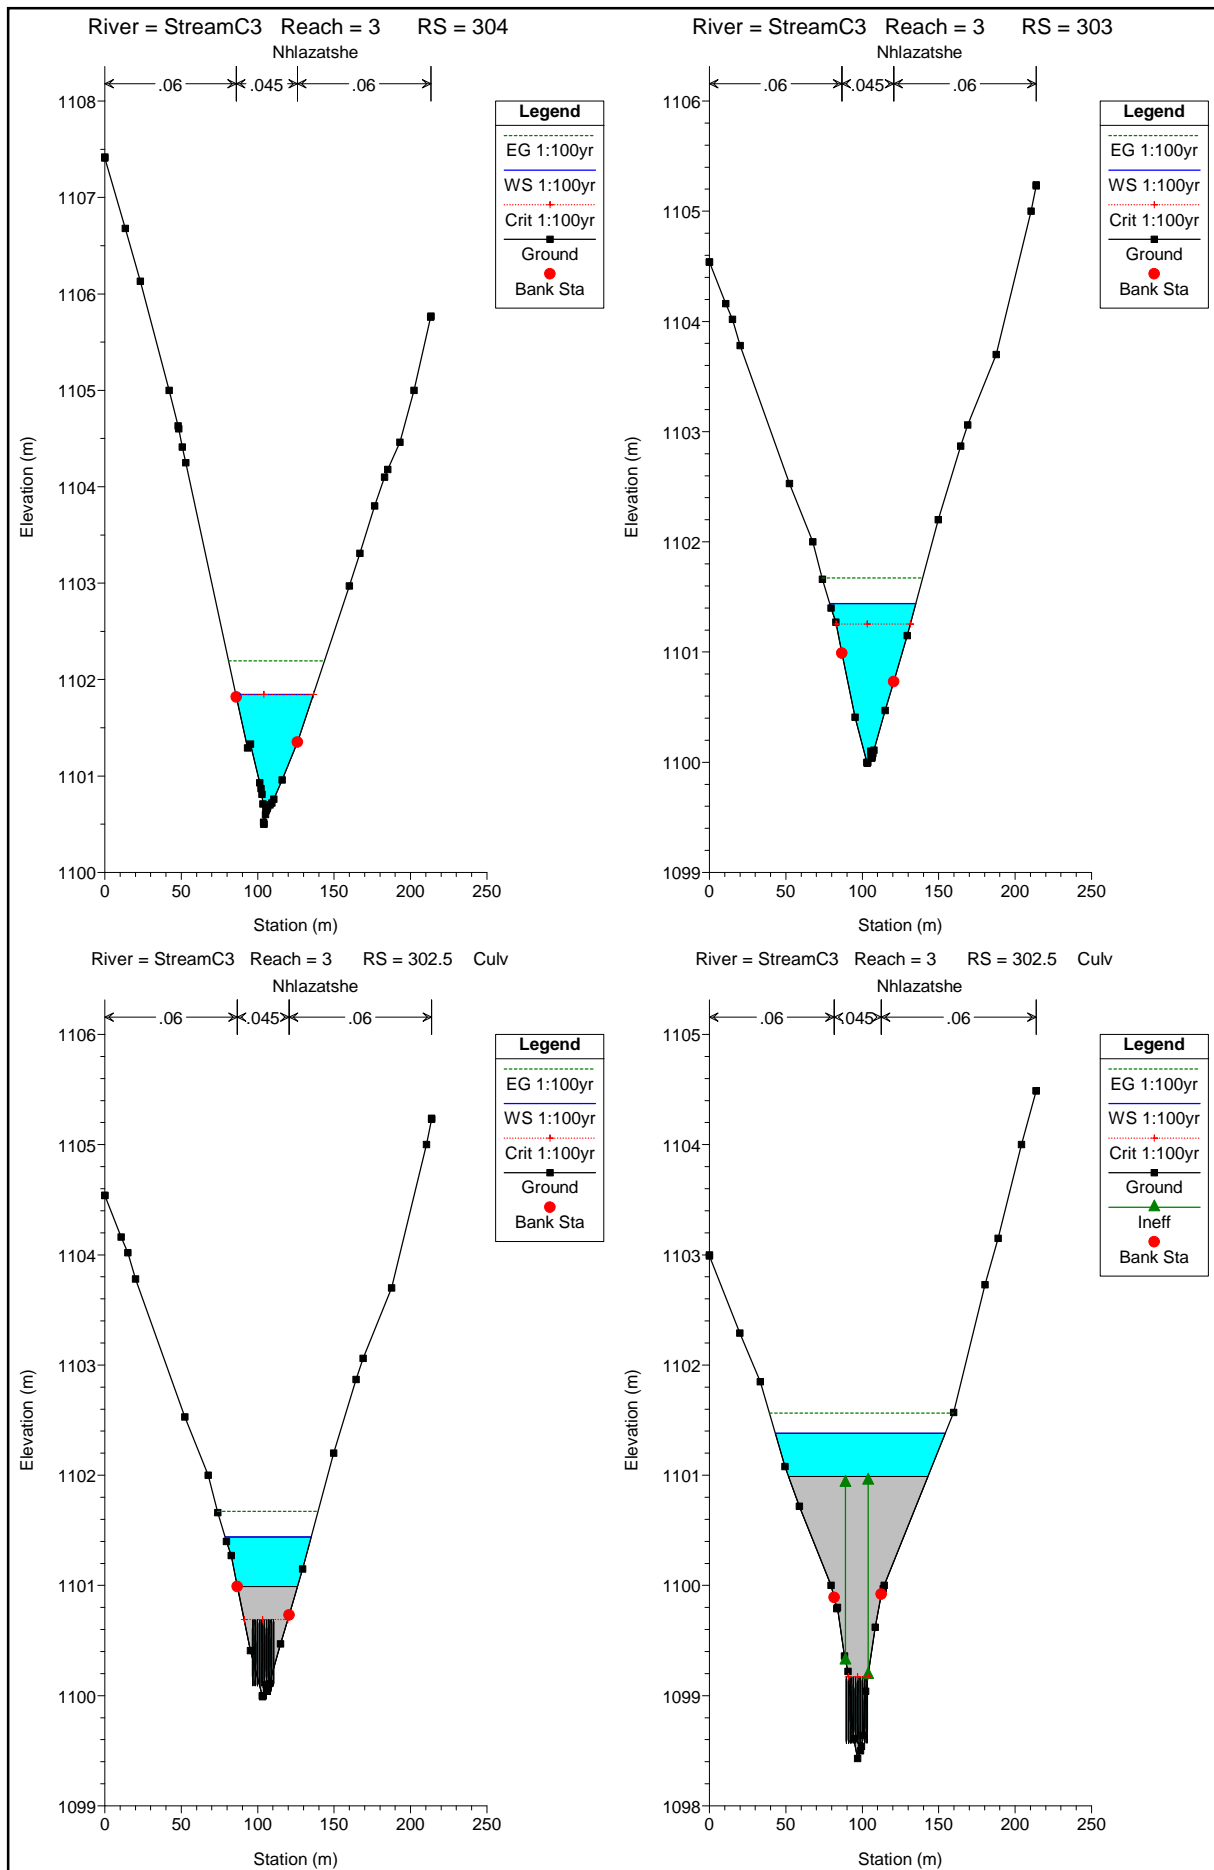 River = StreamC3 Reach = 3 RS = 304
Nhlazatshe
.06 .045 .06
Legend
EG 1:100yr
WS 1:100yr
Crit 1:100yr
Ground
Bank Sta
1108
1107
1106
1105
1104
1103
1102
1101
1100
Elevation (m)
0 50 100 150 200 250
Station (m)
River = StreamC3 Reach = 3 RS = 303
Nhlazatshe
.06 .045 .06
Legend
EG 1:100yr
WS 1:100yr
Crit 1:100yr
Ground
Bank Sta
1106
1105
1104
1103
1102
1101
1100
1099
Elevation (m)
0 50 100 150 200 250
Station (m)
River = StreamC3 Reach = 3 RS = 302.5 Culv
Nhlazatshe
.06 .045 .06
Legend
EG 1:100yr
WS 1:100yr
Crit 1:100yr
Ground
Bank Sta
1106
1105
1104
1103
1102
1101
1100
1099
Elevation (m)
0 50 100 150 200 250
Station (m)
River = StreamC3 Reach = 3 RS = 302.5 Culv
Nhlazatshe
.06 .045 .06
Legend
EG 1:100yr
WS 1:100yr
Crit 1:100yr
Ground
Ineff
Bank Sta
1105
1104
1103
1102
1101
1100
1099
1098
Elevation (m)
0 50 100 150 200 250
Station (m)